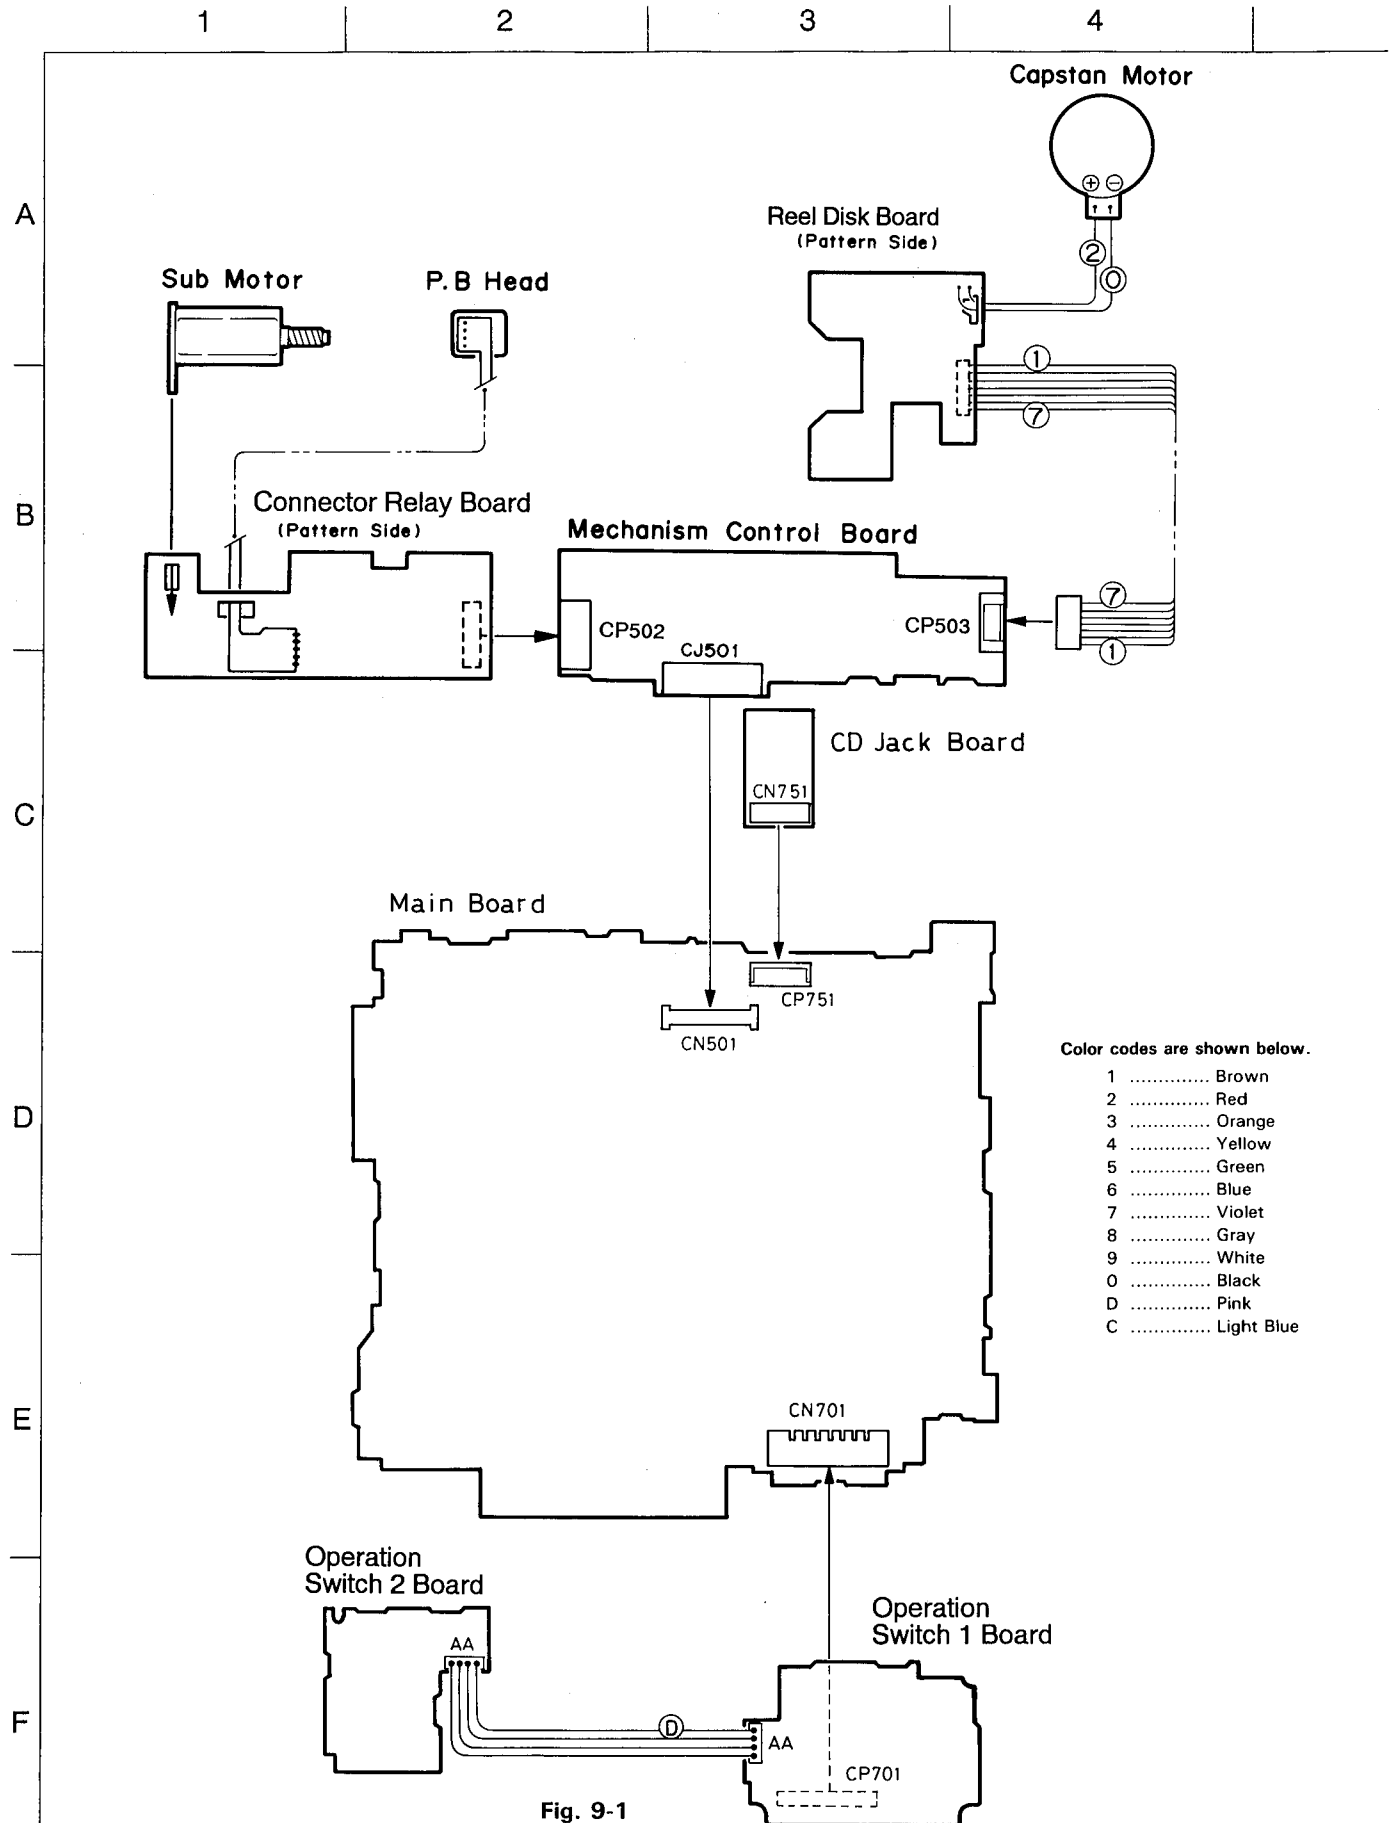 1 2 3 4
Capstan Motor
⊕ ⊖
A
Reel Disk Board
(Pattern Side)
2
0
Sub Motor
P.B Head
1
7
B
Connector Relay Board
(Pattern Side)
Mechanism Control Board
CP502
CJ501
CP503
7
1
CD Jack Board
CN751
C
Main Board
CP751
CN501
D
Color codes are shown below.
1 .............. Brown
2 .............. Red
3 .............. Orange
4 .............. Yellow
5 .............. Green
6 .............. Blue
7 .............. Violet
8 .............. Gray
9 .............. White
0 .............. Black
D .............. Pink
C .............. Light Blue
CN701
E
Operation
Switch 2 Board
AA
Operation
Switch 1 Board
F
D
AA
CP701
Fig. 9-1